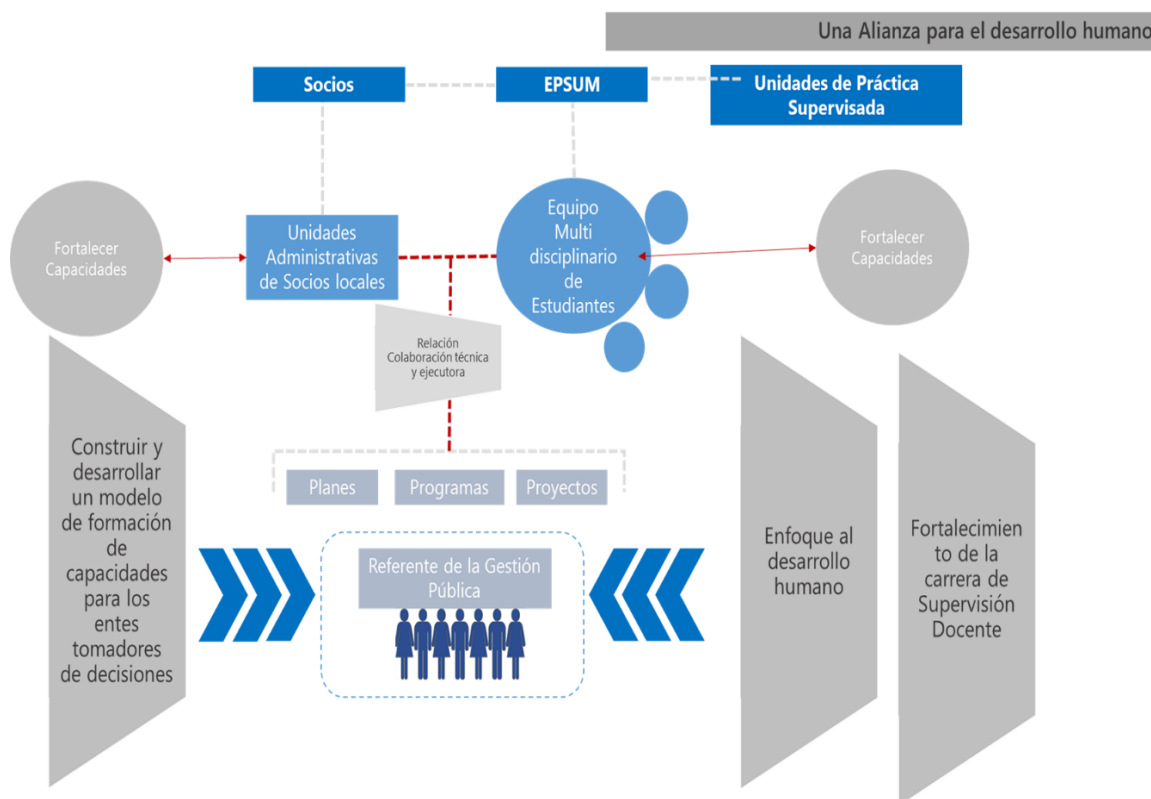 Una Alianza para el desarrollo humano
Socios
EPSUM
Unidades de Práctica
Supervisada
Fortalecer
Capacidades
Unidades
Administrativas
de Socios locales
Equipo
Multi
disciplinario
de
Estudiantes
Fortalecer
Capacidades
Relación
Colaboración técnica
y ejecutora
Construir y
desarrollar
un modelo
de formación
de
capacidades
para los
entes
tomadores
de decisiones
Planes
Programas
Proyectos
Referente de la Gestión
Pública
Enfoque al
desarrollo
humano
Fortalecimien
to de la
carrera de
Supervisión
Docente